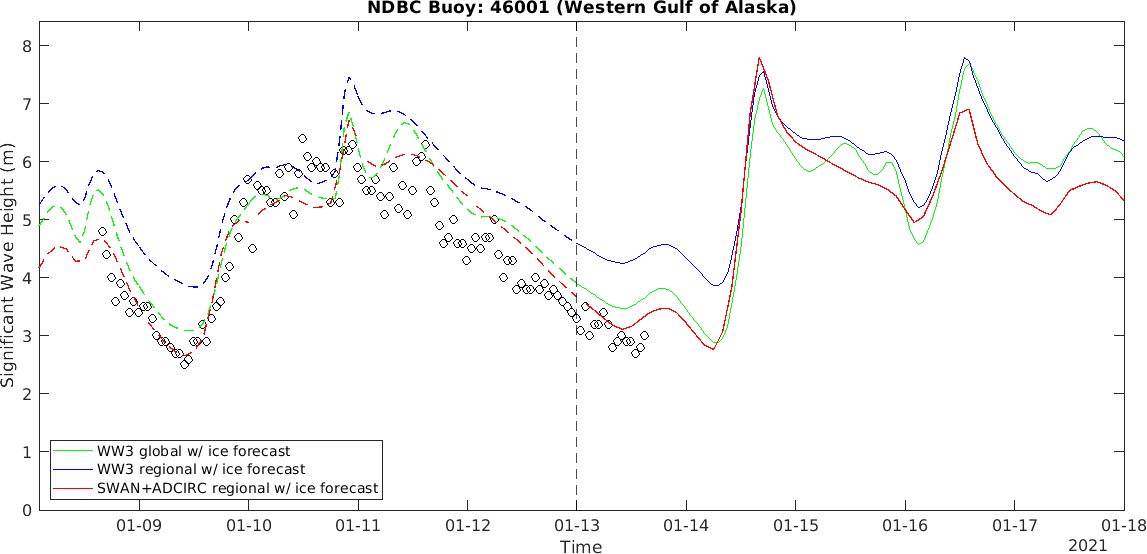 NDBC Buoy: 46001 (Western Gulf of Alaska)
8
7
6
5
4
3
2
1
0
Significant Wave Height (m)
WW3 global w/ ice forecast
WW3 regional w/ ice forecast
SWAN+ADCIRC regional w/ ice forecast
01-09 01-10 01-11 01-12 01-13 01-14 01-15 01-16 01-17 01-18
Time
2021